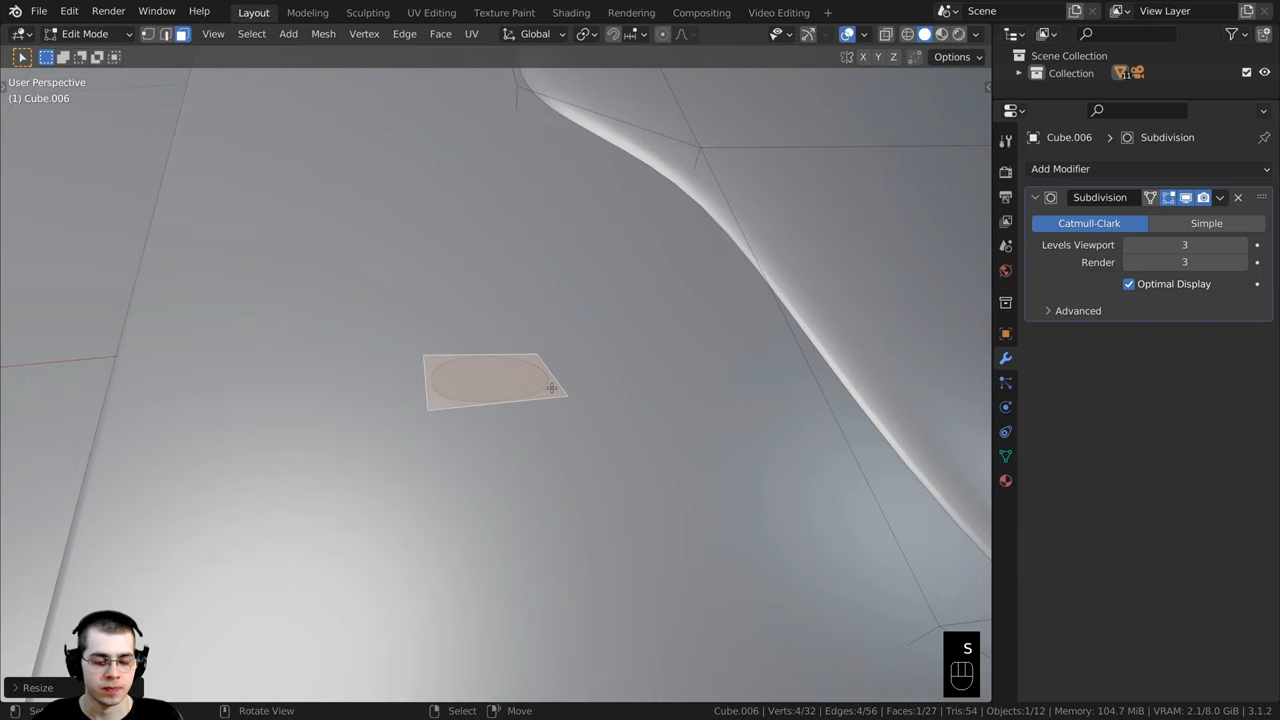 File Edit Render Window Help Layout Modeling Sculpting UV Editing Texture Paint Shading Rendering Compositing Video Editing + Scene View Layer
Edit Mode View Select Add Mesh Vertex Edge Face UV Global
X Y Z Options
User Perspective
(1) Cube.006
Scene Collection
Collection 11
Cube.006 > Subdivision
Add Modifier
Subdivision
Catmull-Clark Simple
Levels Viewport 3
Render 3
Optimal Display
Advanced
S
Resize
Rotate View Select Move Cube.006 | Verts:4/32 | Edges:4/56 | Faces:1/27 | Tris:54 | Objects:1/12 | Memory: 104.7 MiB | VRAM: 2.1/8.0 GiB | 3.1.2